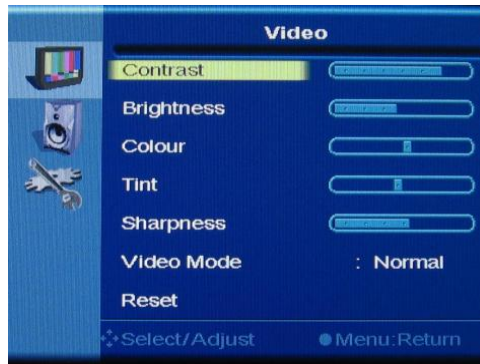 Video
Contrast
Brightness
Colour
Tint
Sharpness
Video Mode : Normal
Reset
Select/Adjust Menu:Return